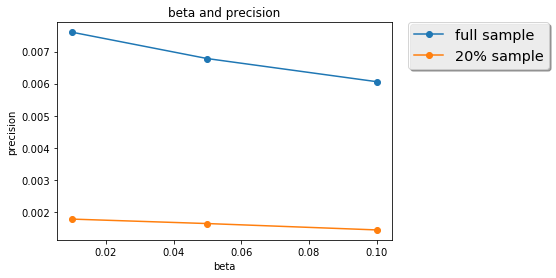 beta and precision
full sample
20% sample
precision
0.007
0.006
0.005
0.004
0.003
0.002
0.02
0.04
0.06
0.08
0.10
beta